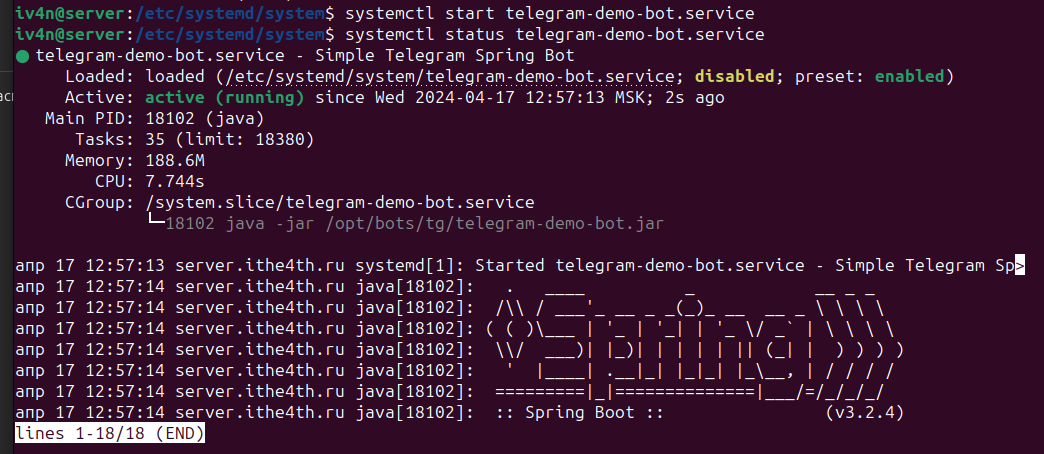 iv4n@server:/etc/systemd/system$ systemctl start telegram-demo-bot.service
iv4n@server:/etc/systemd/system$ systemctl status telegram-demo-bot.service
● telegram-demo-bot.service - Simple Telegram Spring Bot
     Loaded: loaded (/etc/systemd/system/telegram-demo-bot.service; disabled; preset: enabled)
     Active: active (running) since Wed 2024-04-17 12:57:13 MSK; 2s ago
   Main PID: 18102 (java)
      Tasks: 35 (limit: 18380)
     Memory: 188.6M
        CPU: 7.744s
     CGroup: /system.slice/telegram-demo-bot.service
             └─18102 java -jar /opt/bots/tg/telegram-demo-bot.jar

апр 17 12:57:13 server.ithe4th.ru systemd[1]: Started telegram-demo-bot.service - Simple Telegram Sp>
апр 17 12:57:14 server.ithe4th.ru java[18102]:   .   ____          _            __ _ _
апр 17 12:57:14 server.ithe4th.ru java[18102]:  /\\ / ___'_ __ _ _(_)_ __  __ _ \ \ \ \
апр 17 12:57:14 server.ithe4th.ru java[18102]: ( ( )\___ | '_ | '_| | '_ \/ _` | \ \ \ \
апр 17 12:57:14 server.ithe4th.ru java[18102]:  \\/  ___)| |_)| | | | | || (_| |  ) ) ) )
апр 17 12:57:14 server.ithe4th.ru java[18102]:   '  |____| .__|_| |_|_| |_\__, | / / / /
апр 17 12:57:14 server.ithe4th.ru java[18102]:  =========|_|==============|___/=/_/_/_/
апр 17 12:57:14 server.ithe4th.ru java[18102]:  :: Spring Boot ::                (v3.2.4)
lines 1-18/18 (END)